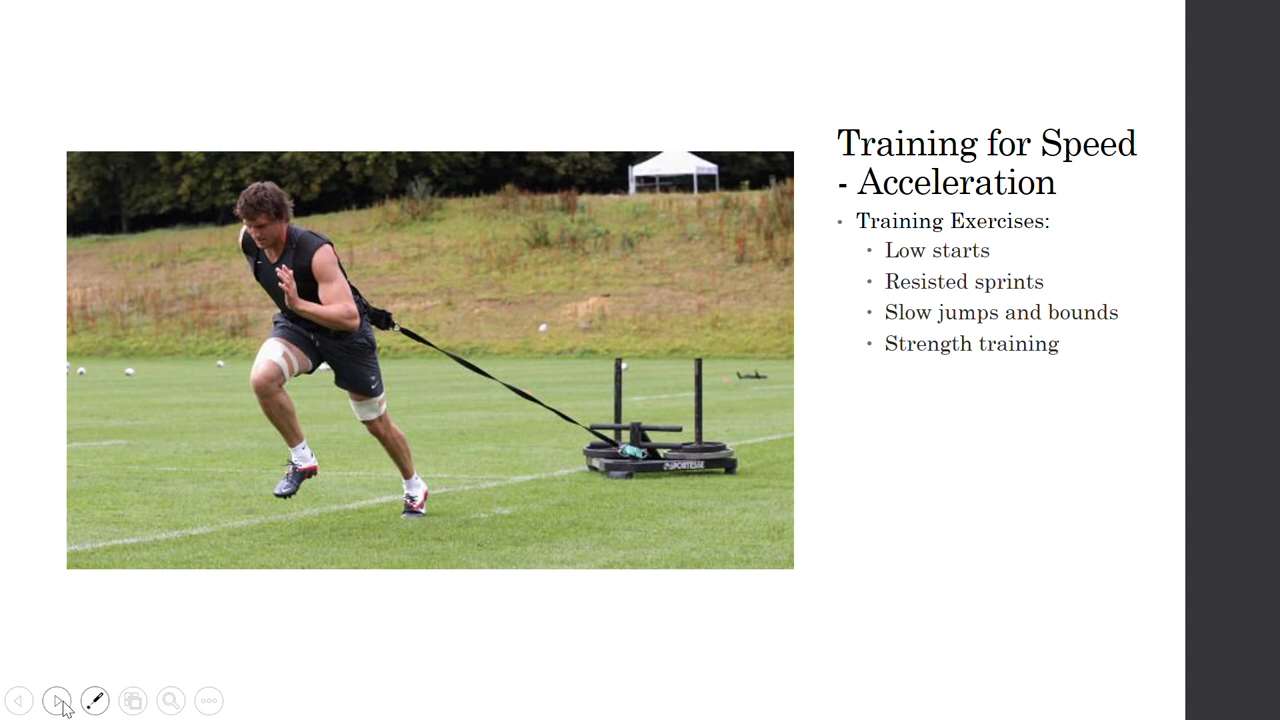 Training for Speed
- Acceleration
• Training Exercises:
• Low starts
• Resisted sprints
• Slow jumps and bounds
• Strength training